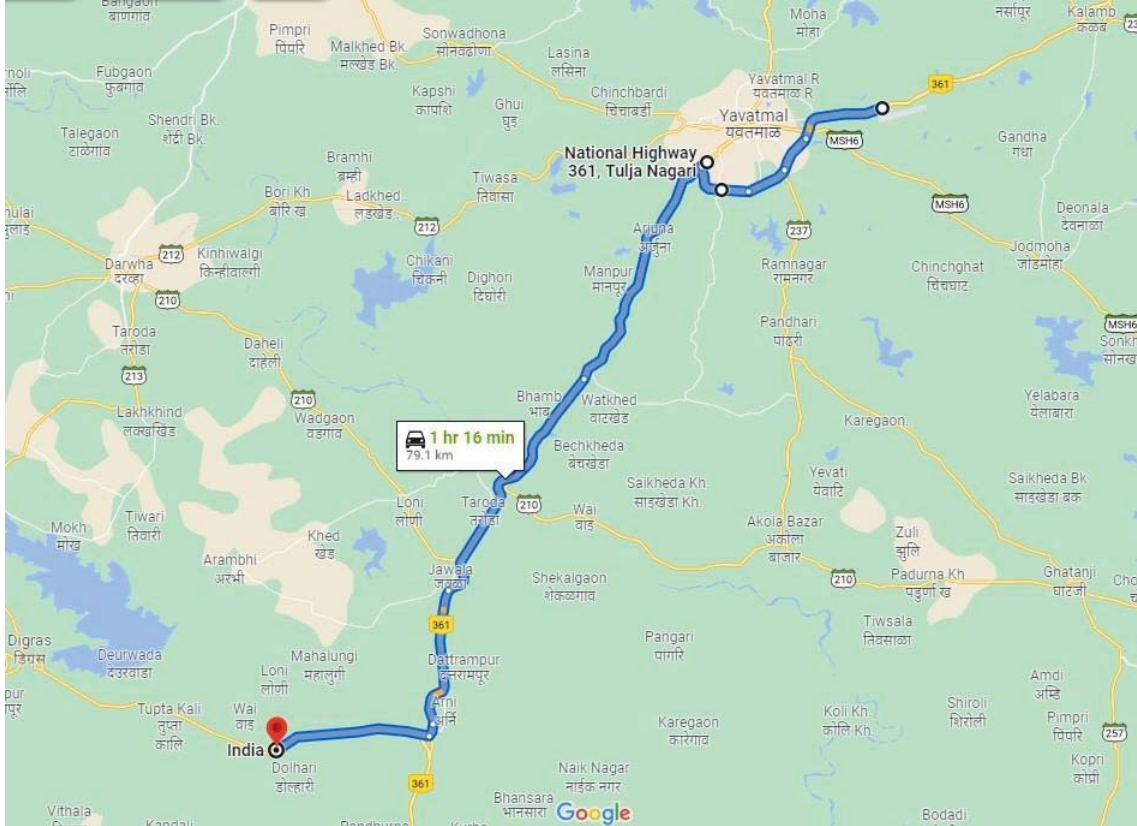 Bangaon
बाणगाव
Pimpri
पिंपरि
Malkhed Bk
मल्खेड Bk.
Sonwadhona
सोनवढोणा
Lasina
लसिना
Moha
मोहा
नर्सापूर
Kalamb
कळंब
Fubgaon
फुबगाव
Shendri Bk.
शेंद्री Bk.
Talegaon
टाळेगांव
Kapshi
कापशि
Ghui
घुइ
Chinchbardi
चिंचाबर्डी
Yavatmal R
यवतमाळ R
361
Yavatmal
यवतमाळ
MSH6
Gandha
गंधा
Bramhi
ब्रम्ही
Tiwasa
तिवासा
National Highway
361, Tulja Nagari
Bori Kh
बोरि ख
Ladkhed
लडखेड
212
MSH6
Deonala
देवनाळा
212
Kinhiwalgi
किन्हीवाल्गी
Darwha
दरव्हा
Chikani
चिकनी
Dighori
दिघोरी
Arjuna
अर्जुना
Manpur
मानपूर
237
Ramnagar
रामनगर
Chinchghat
चिंचघाट
Jodmoha
जोडमोहा
210
Taroda
तरोडा
213
Daheli
दाहेली
Pandhari
पांढरी
MSH6
210
Bhamb
भांब
Watkhed
वाटखेड
Yelabara
येलाबारा
Lakhkhind
लक्खखिंड
Wadgaon
वडगाव
Karegaon
1 hr 16 min
79.1 km
Bechkheda
बेचखेडा
Saikheda Kh.
साइखेडा Kh.
Yevati
येवाटि
Saikheda Bk
साइखेडा बक
Mokh
मोख
Tiwari
तिवारी
Loni
लोणी
Taroda
तरोडा
210
Wai
वाइ
Akola Bazar
अकोला
बाजार
Zuli
झुलि
Arambhi
अरंभी
Khed
खेड
Jawala
जवळा
Shekalgaon
शेकळगाव
210
Padurna Kh
पडुर्णा ख
Ghatanji
घाटंजी
361
Tiwsala
तिवसाळा
Digras
डिग्रस
Deurwada
देउरवाडा
Loni
लोणी
Mahalungi
महालुगी
Dattrampur
दत्तरामपूर
Pangari
पांगरि
Amdi
अम्डि
Tupta Kali
तुप्ता
कालि
Wai
वाइ
Arni
अर्नि
Koli Kh.
कोलि Kh.
Shiroli
शिरोली
Karegaon
कारेगाव
Pimpri
पिंपरि
257
India
Dolhari
डोल्हारी
361
Naik Nagar
नाईक नगर
Kopri
कोप्री
Bhansara
भानसारा
Google
Vithala
Bodadi